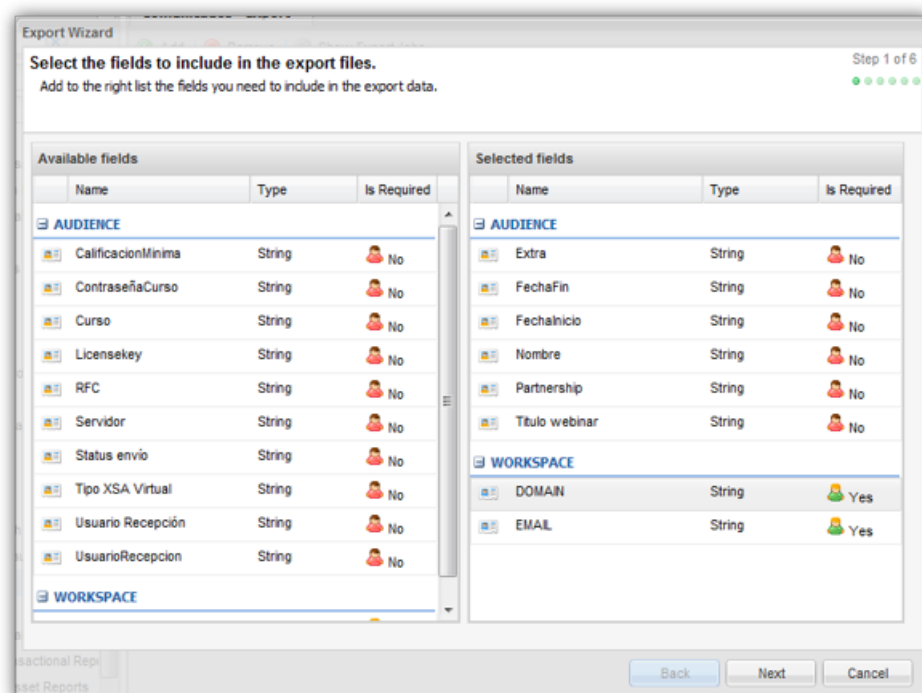 Export Wizard
Select the fields to include in the export files.
Step 1 of 6
Add to the right list the fields you need to include in the export data.
Available fields
Name Type Is Required
AUDIENCE
CalificacionMinima String No
ContraseñaCurso String No
Curso String No
Licensekey String No
RFC String No
Servidor String No
Status envío String No
Tipo XSA Virtual String No
Usuario Recepción String No
UsuarioRecepcion String No
WORKSPACE
Selected fields
Name Type Is Required
AUDIENCE
Extra String No
FechaFin String No
FechaInicio String No
Nombre String No
Partnership String No
Titulo webinar String No
WORKSPACE
DOMAIN String Yes
EMAIL String Yes
Back Next Cancel
Asset Reports